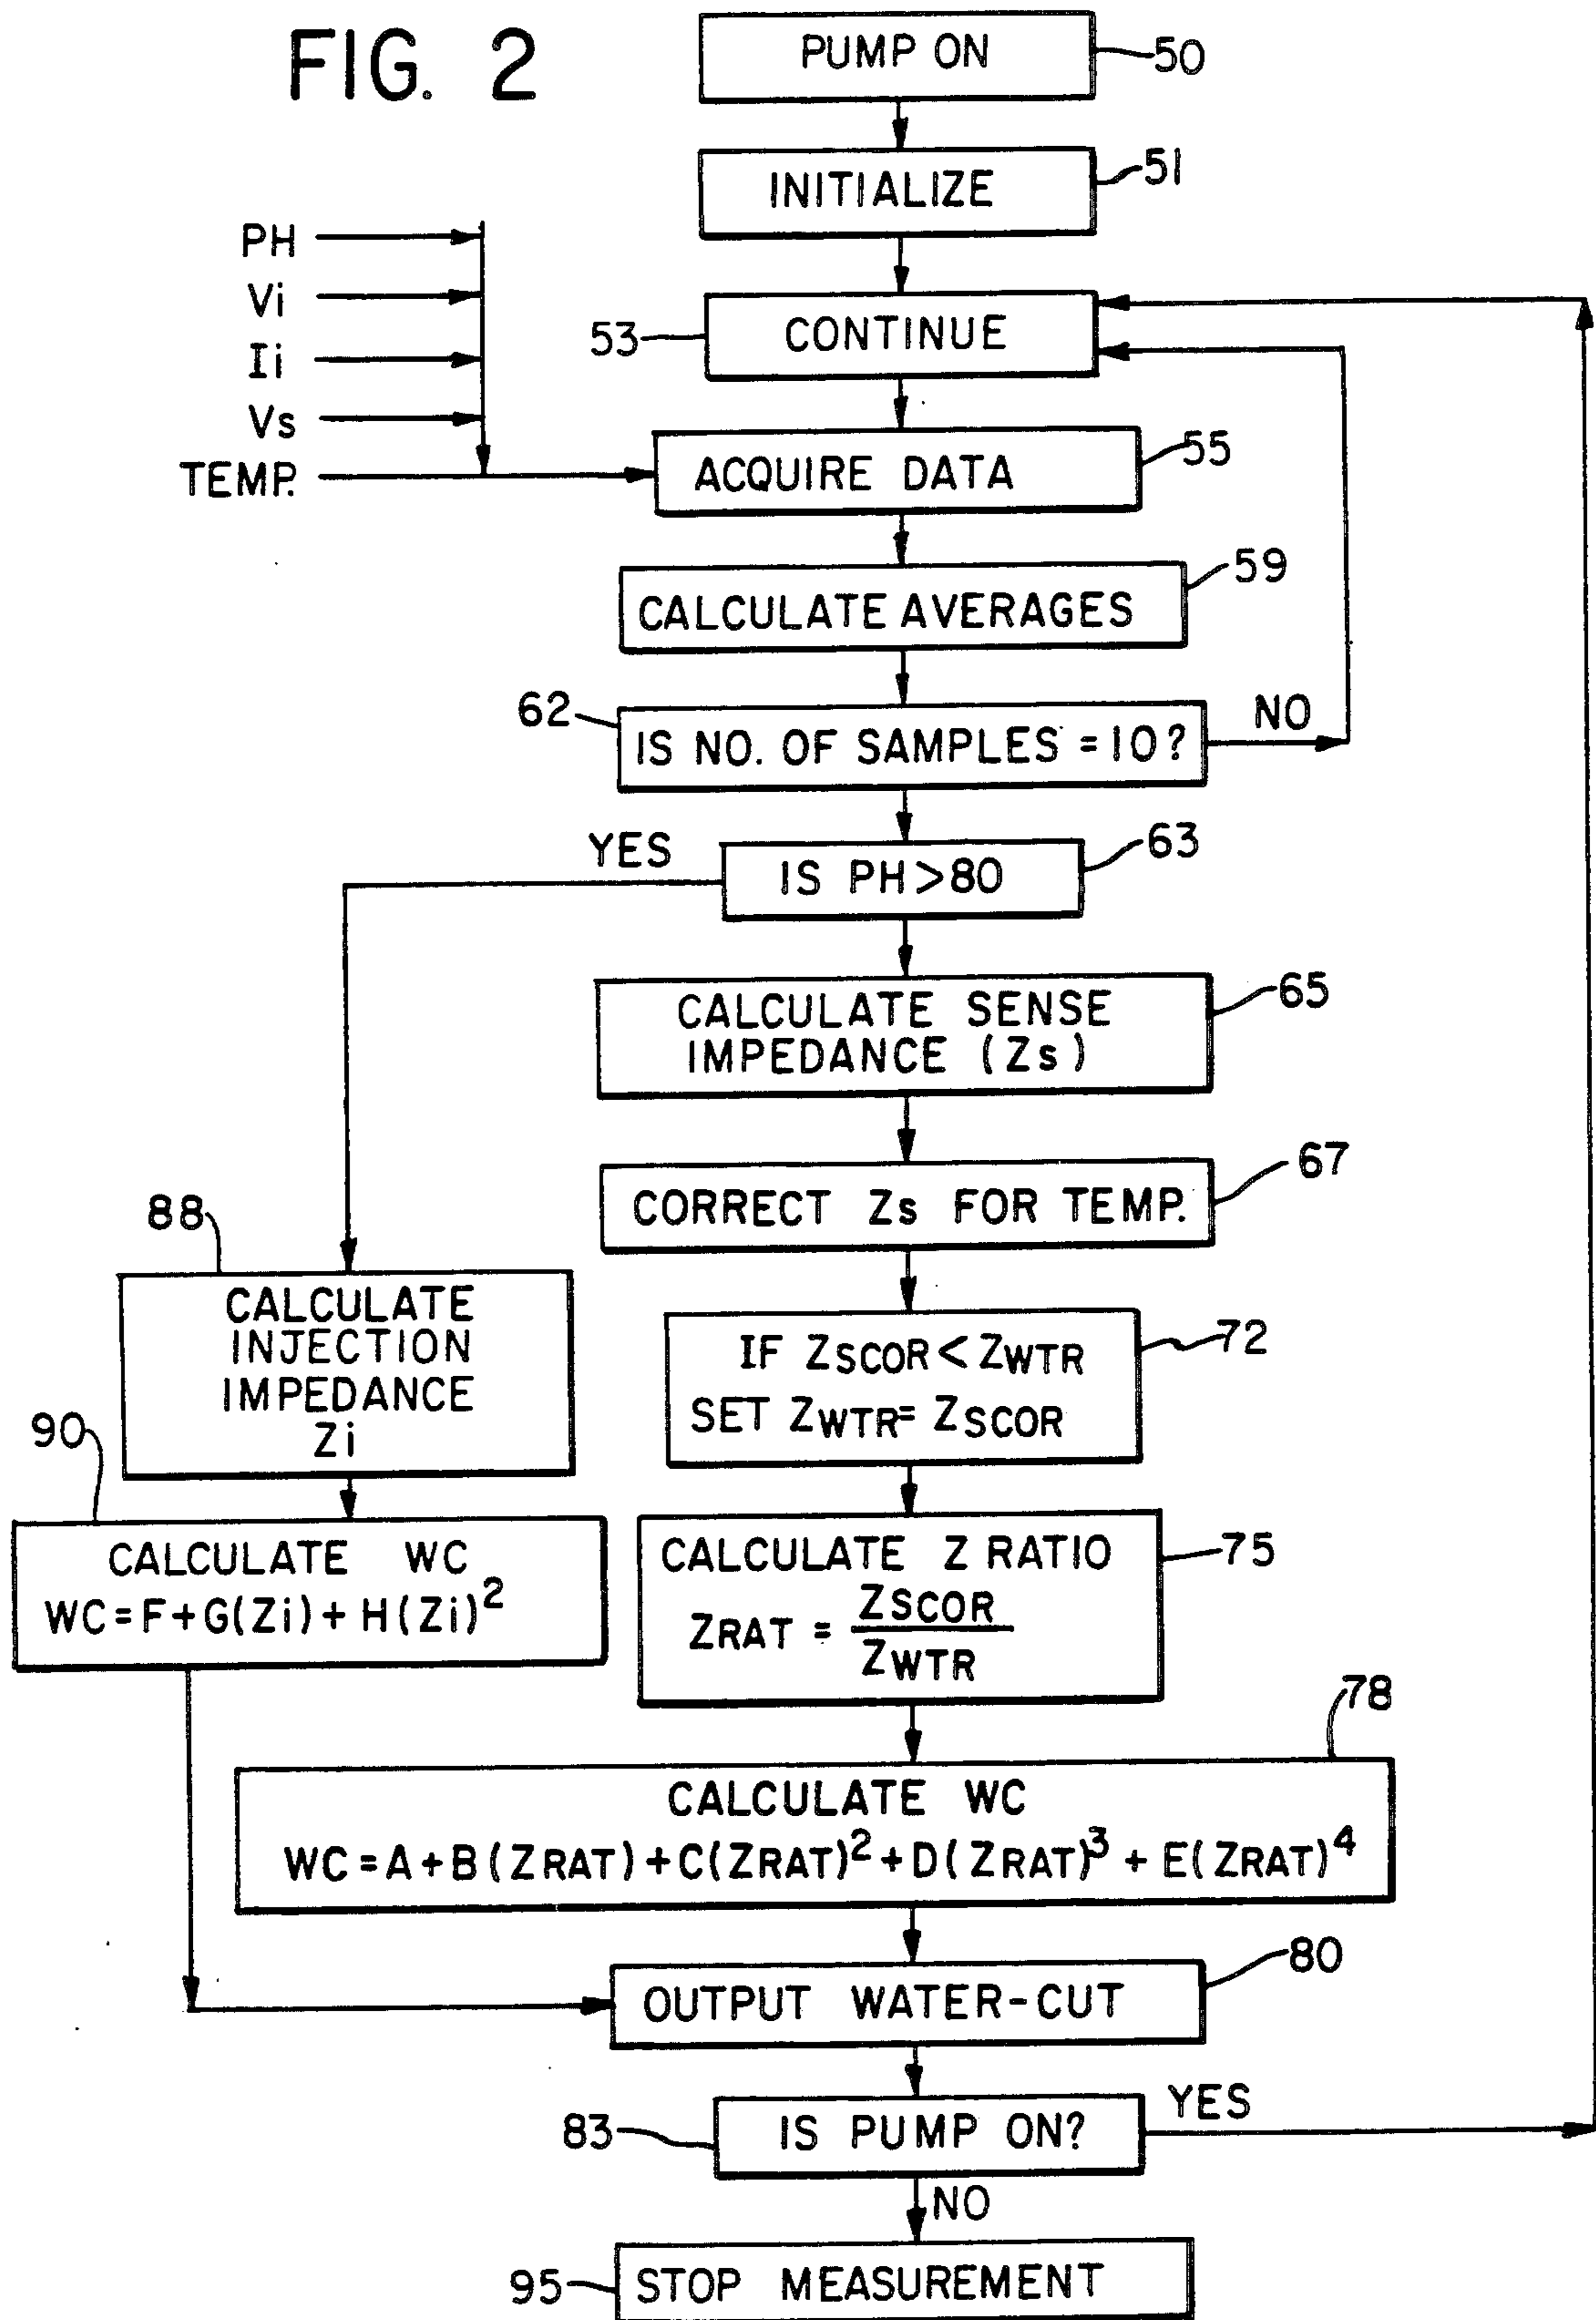 FIG. 2
PUMP ON
50
INITIALIZE
51
PH
Vi
Ii
Vs
TEMP.
53
CONTINUE
ACQUIRE DATA
55
CALCULATE AVERAGES
59
62
IS NO. OF SAMPLES = 10?
NO
YES
IS PH > 80
63
CALCULATE SENSE
IMPEDANCE (Zs)
65
CORRECT Zs FOR TEMP.
67
88
CALCULATE
INJECTION
IMPEDANCE
Zi
IF ZSCOR < ZWTR
SET ZWTR = ZSCOR
72
90
CALCULATE WC
WC = F + G(Zi) + H(Zi)²
CALCULATE Z RATIO
ZRAT = ZSCOR
ZWTR
75
78
CALCULATE WC
WC = A + B(ZRAT) + C(ZRAT)² + D(ZRAT)³ + E(ZRAT)⁴
OUTPUT WATER-CUT
80
83
IS PUMP ON?
YES
NO
95
STOP MEASUREMENT